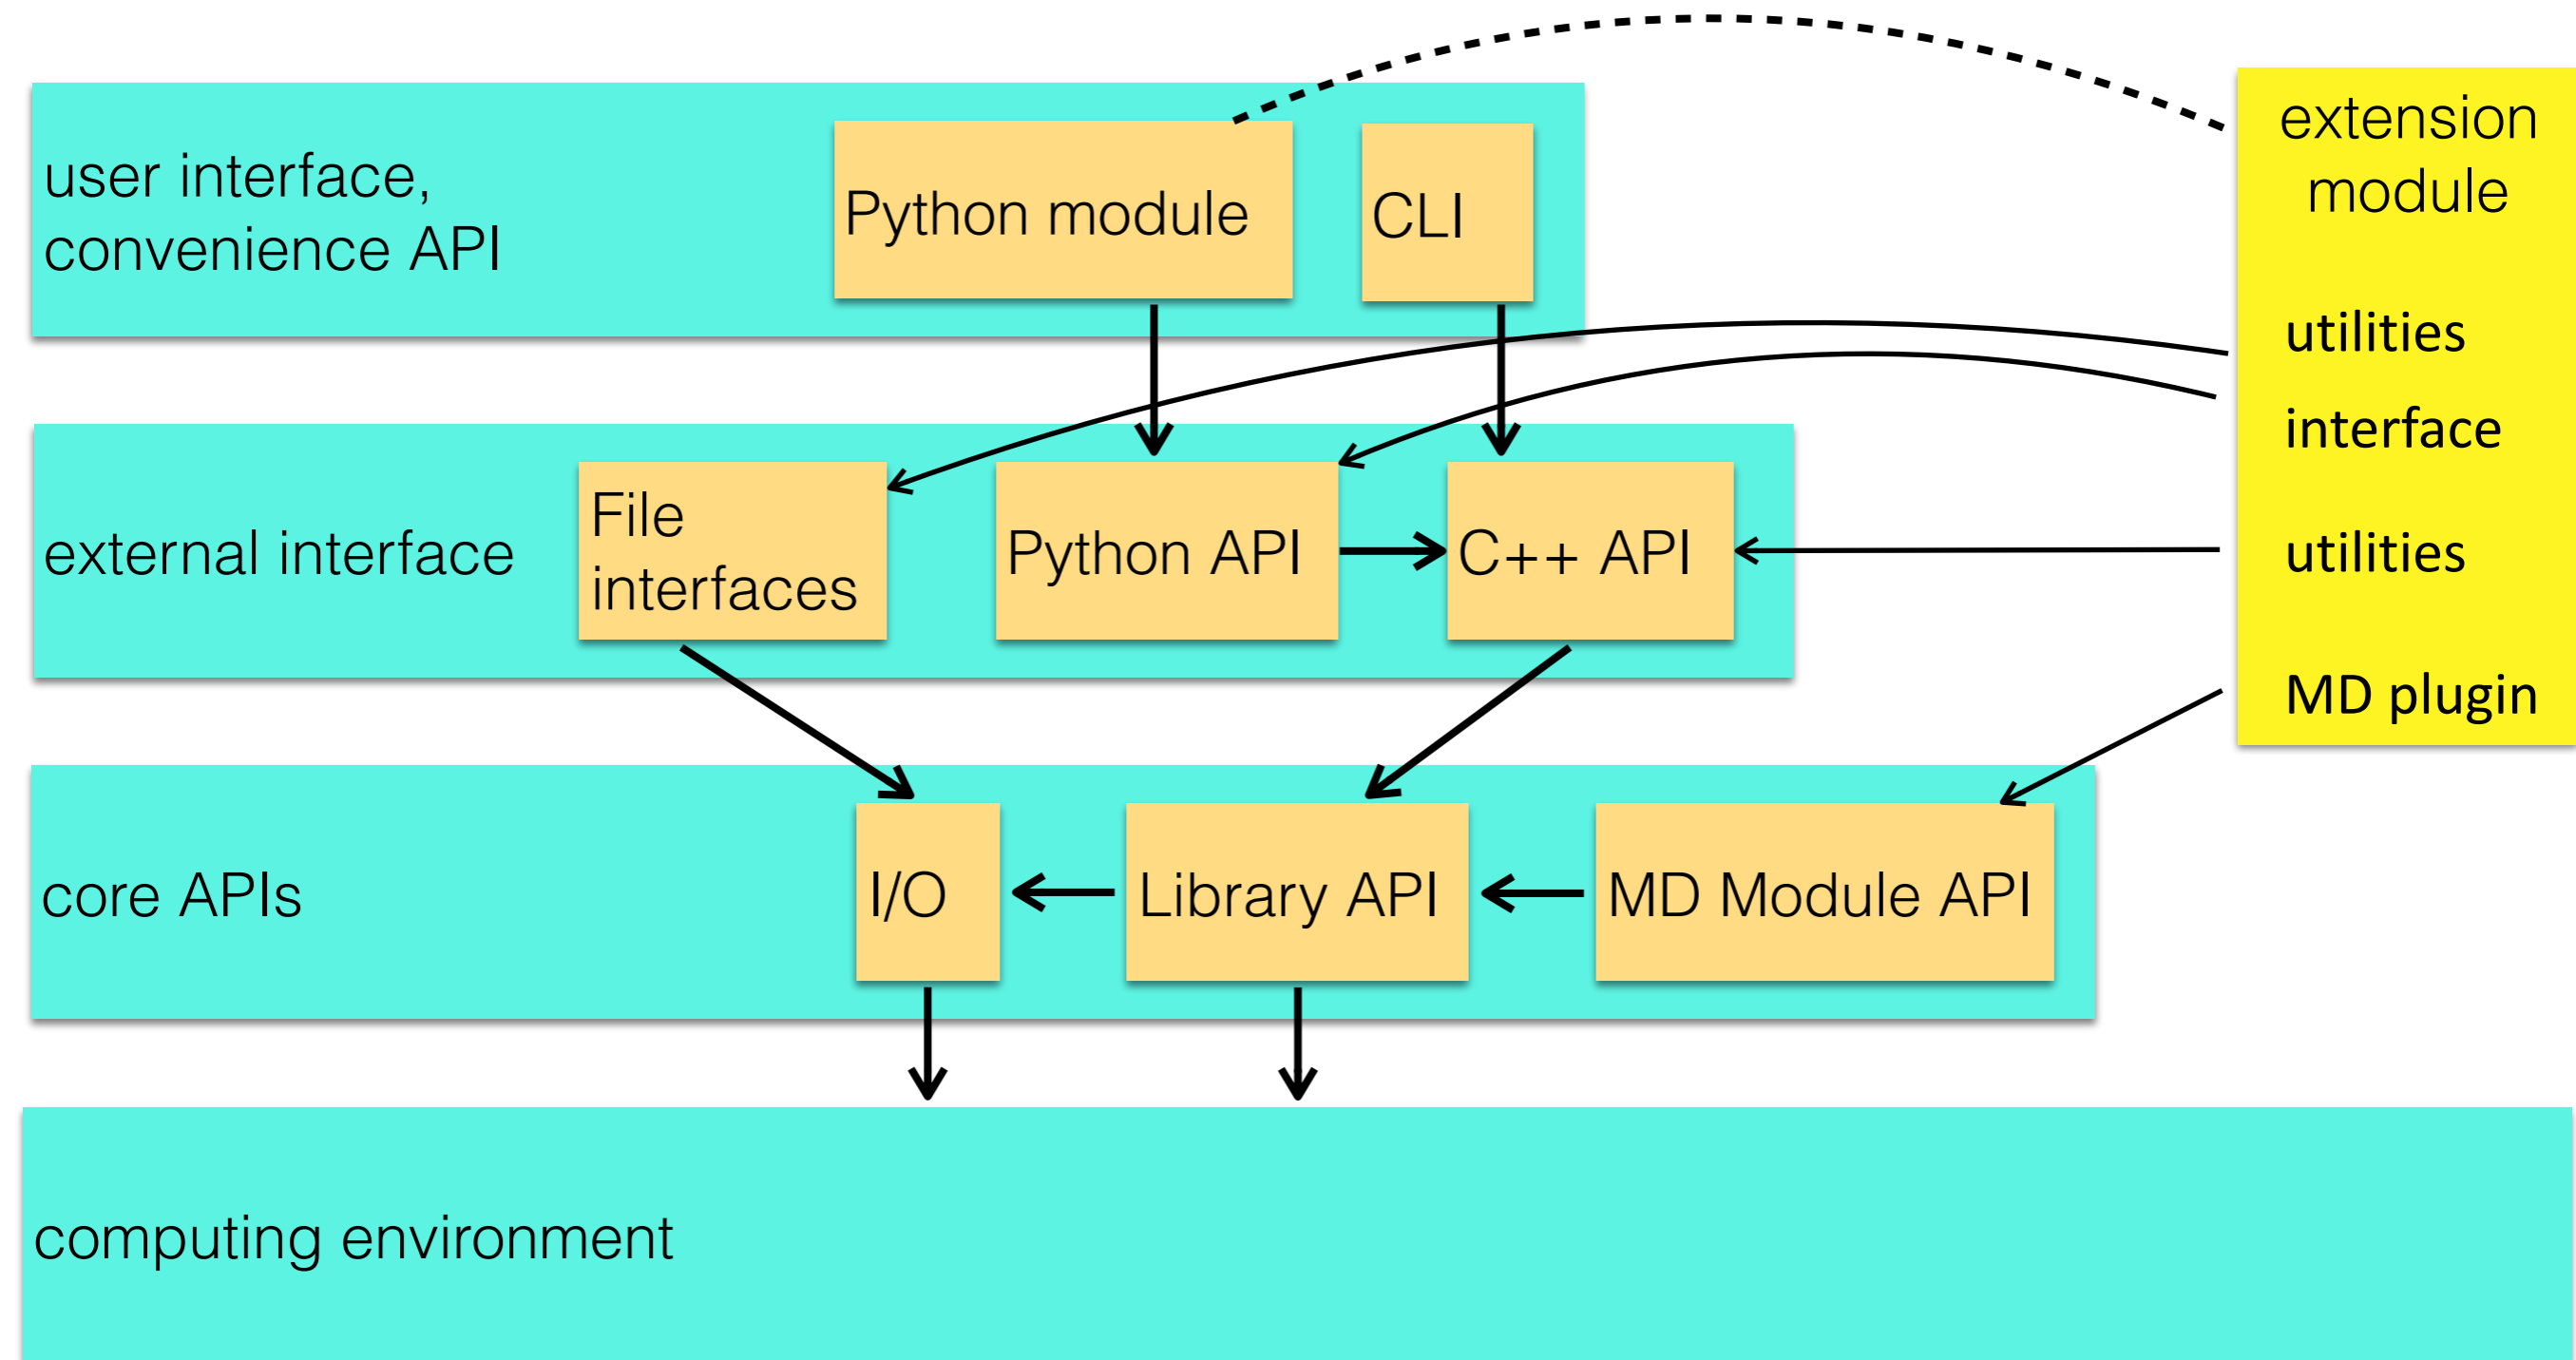 user interface,
convenience API
Python module
CLI
extension
module
utilities
interface
utilities
MD plugin
external interface
File
interfaces
Python API
C++ API
core APIs
I/O
Library API
MD Module API
computing environment